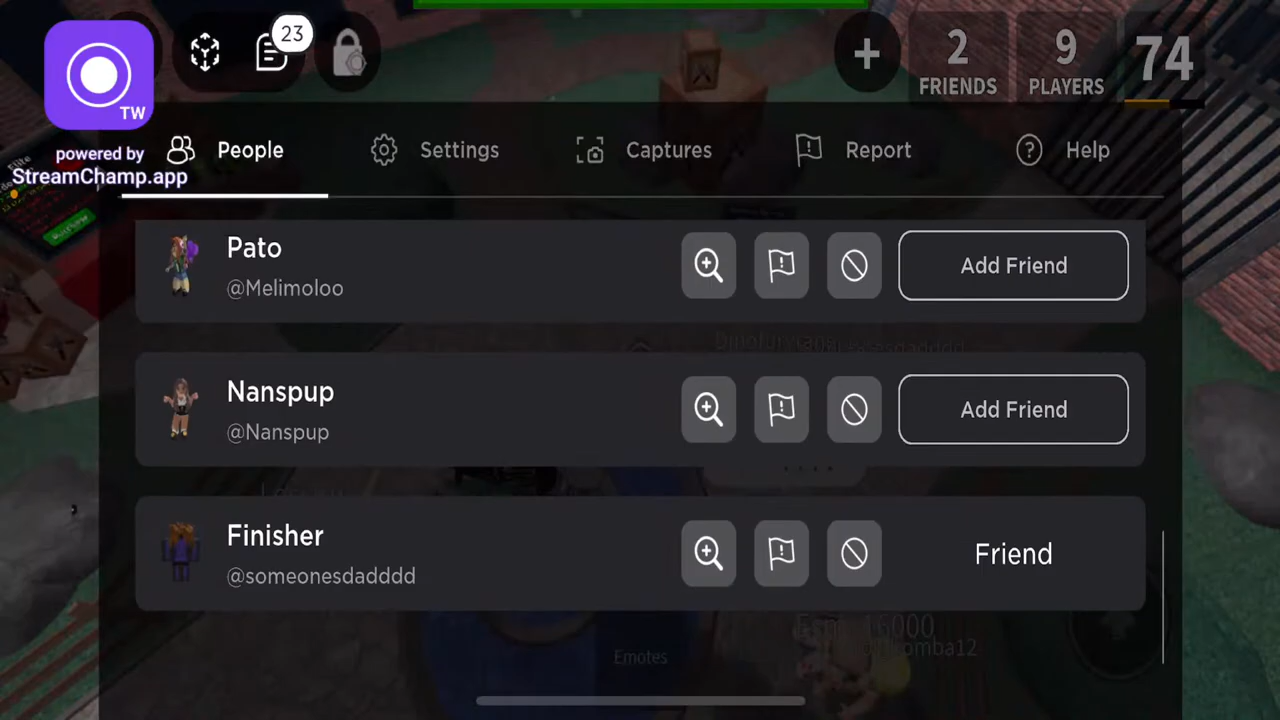 23
2
FRIENDS
9
PLAYERS
74
TW
powered by
StreamChamp.app
People
Settings
Captures
Report
Help
Pato
@Melimoloo
Add Friend
Nanspup
@Nanspup
Add Friend
Finisher
@someonesdadddd
Friend
Emotes